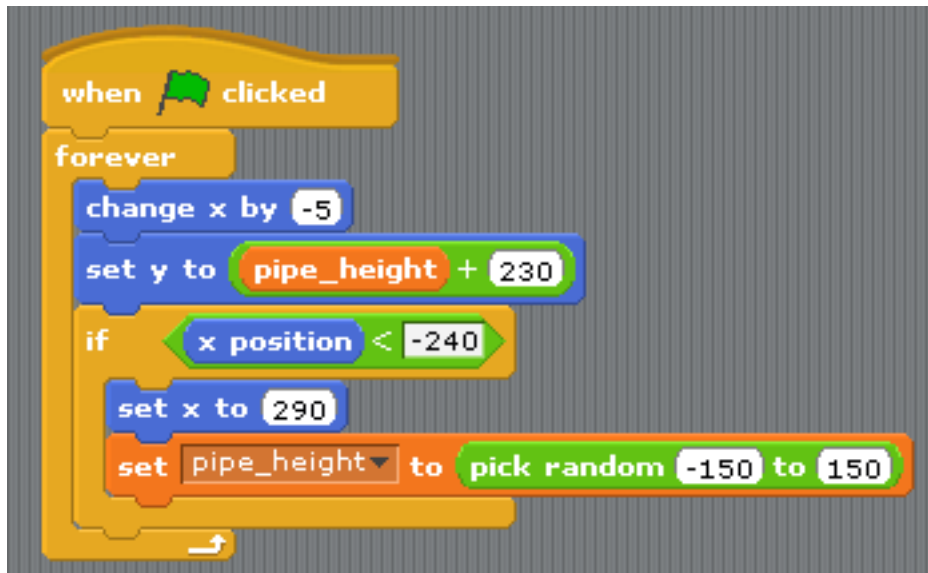 when clicked
forever
change x by -5
set y to pipe_height + 230
if x position < -240
set x to 290
set pipe_height to pick random -150 to 150